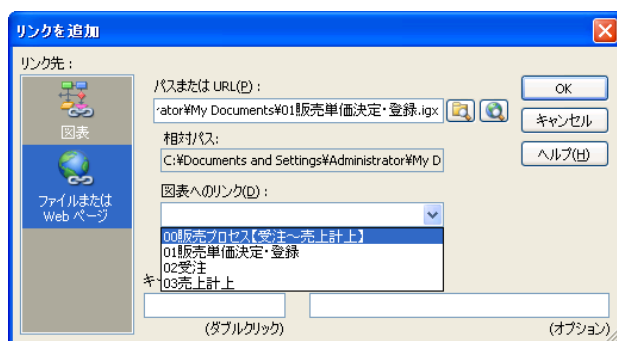 リンクを追加
リンク先：
図表
ファイルまたは
Web ページ
パスまたは URL(P)：
ator¥My Documents¥01販売単価決定・登録.igx
相対パス:
C:¥Documents and Settings¥Administrator¥My D
図表へのリンク(D)：
00販売プロセス【受注～売上計上】
01販売単価決定・登録
02受注
03売上計上
キ
(ダブルクリック)
(オプション)
OK
キャンセル
ヘルプ(H)